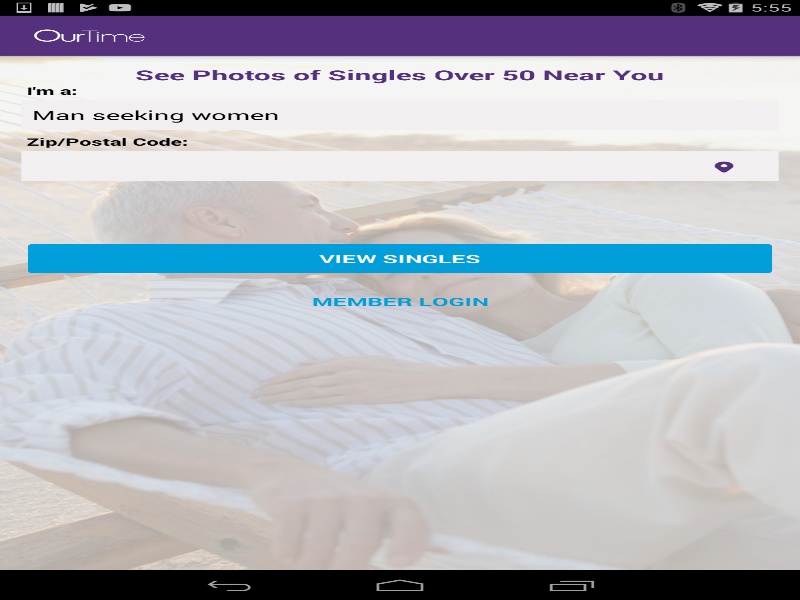 5:55
OurTime
See Photos of Singles Over 50 Near You
I'm a:
Man seeking women
Zip/Postal Code:
VIEW SINGLES
MEMBER LOGIN